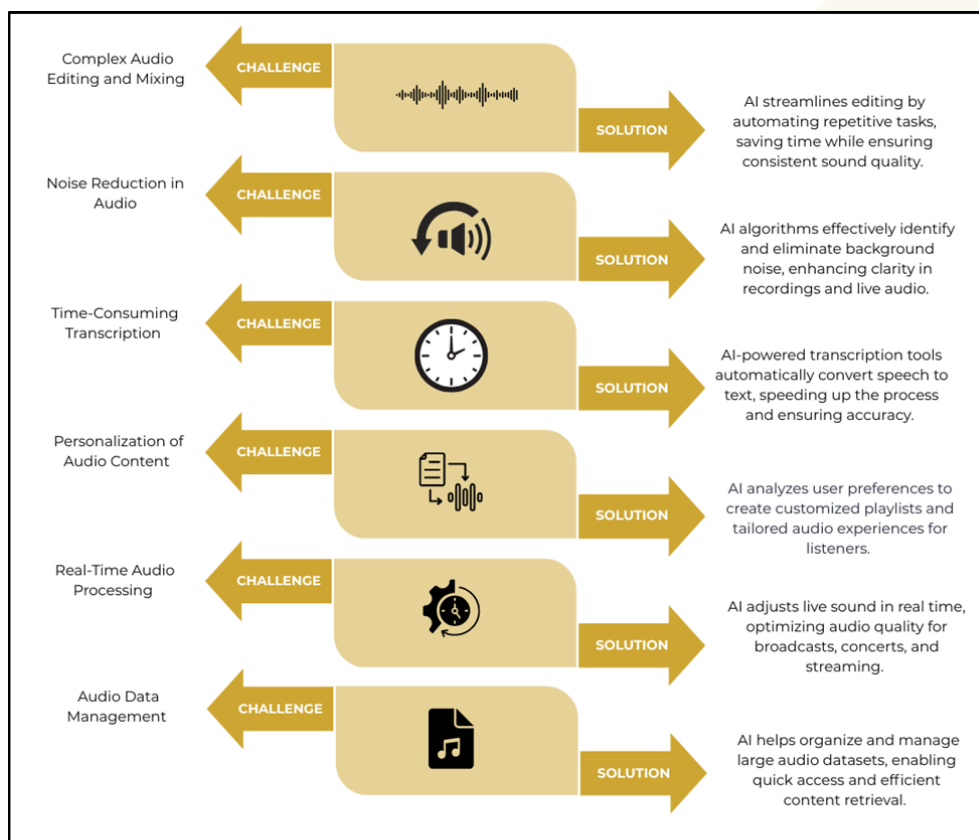 Complex Audio
Editing and Mixing
CHALLENGE
SOLUTION
AI streamlines editing by
automating repetitive tasks,
saving time while ensuring
consistent sound quality.
Noise Reduction in
Audio
CHALLENGE
SOLUTION
AI algorithms effectively identify
and eliminate background
noise, enhancing clarity in
recordings and live audio.
Time-Consuming
Transcription
CHALLENGE
SOLUTION
AI-powered transcription tools
automatically convert speech to
text, speeding up the process
and ensuring accuracy.
Personalization of
Audio Content
CHALLENGE
SOLUTION
AI analyzes user preferences to
create customized playlists and
tailored audio experiences for
listeners.
Real-Time Audio
Processing
CHALLENGE
SOLUTION
AI adjusts live sound in real time,
optimizing audio quality for
broadcasts, concerts, and
streaming.
Audio Data
Management
CHALLENGE
SOLUTION
AI helps organize and manage
large audio datasets, enabling
quick access and efficient
content retrieval.